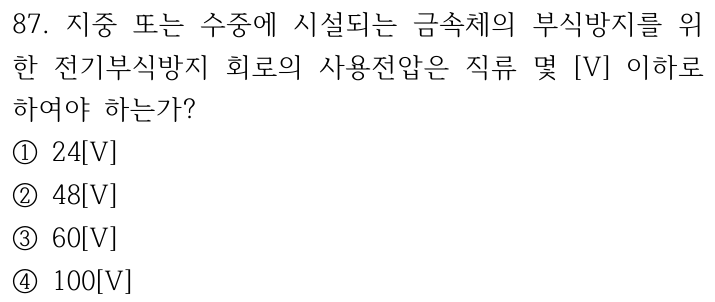 87. 지중 또는 수중에 시설되는 금속체의 부식방지를 위
한 전기부식방지 회로의 사용전압은 직류 몇 [V] 이하로
하여야 하는가?
① 24[V]
② 48[V]
③ 60[V]
④ 100[V]